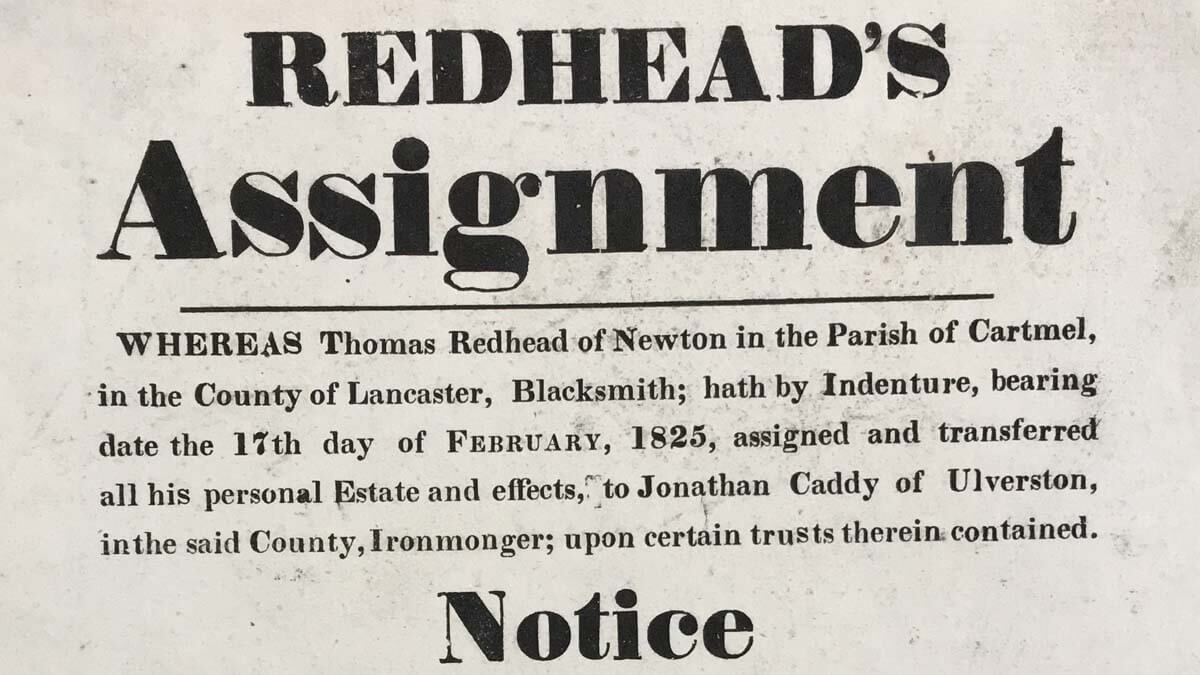 REDHEAD'S
Assignment
WHEREAS Thomas Redhead of Newton in the Parish of Cartmel,
in the County of Lancaster, Blacksmith; hath by Indenture, bearing
date the 17th day of FEBRUARY, 1825, assigned and transferred
all his personal Estate and effects, to Jonathan Caddy of Ulverston,
inthe said County, Ironmonger; upon certain trusts therein contained.
Notice